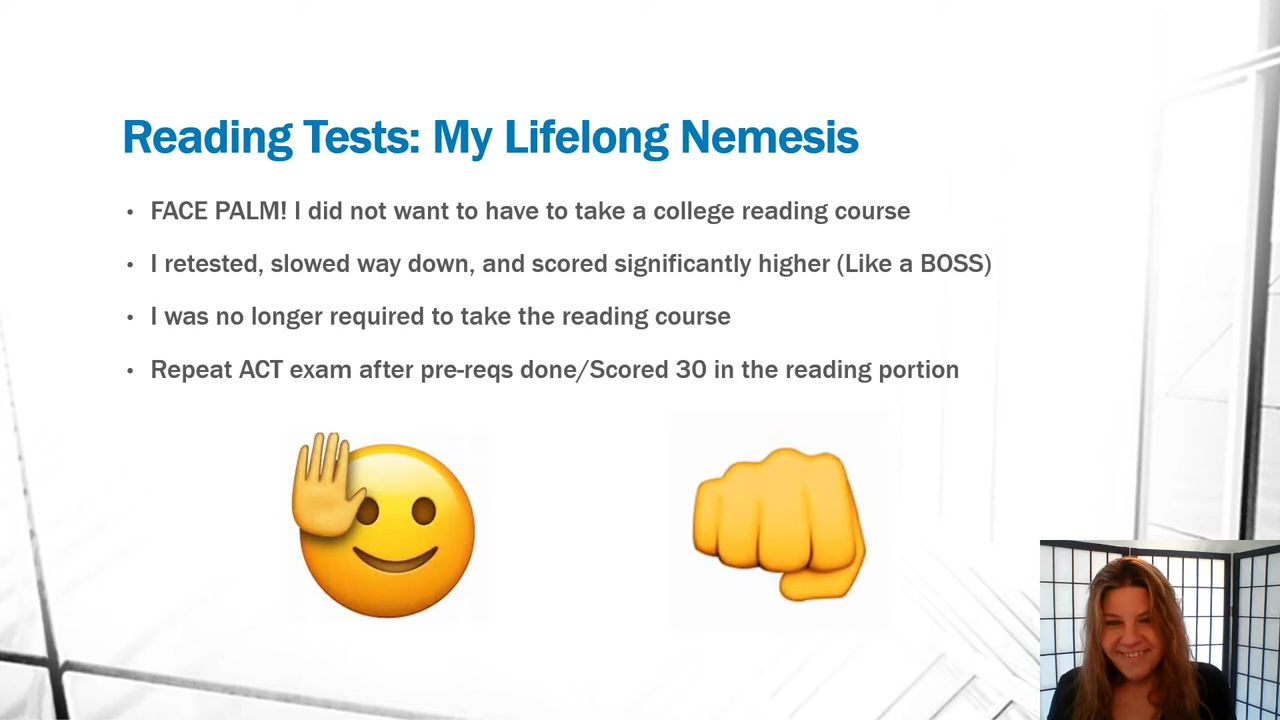 Reading Tests: My Lifelong Nemesis
• FACE PALM! I did not want to have to take a college reading course
• I retested, slowed way down, and scored significantly higher (Like a BOSS)
• I was no longer required to take the reading course
• Repeat ACT exam after pre-reqs done/Scored 30 in the reading portion